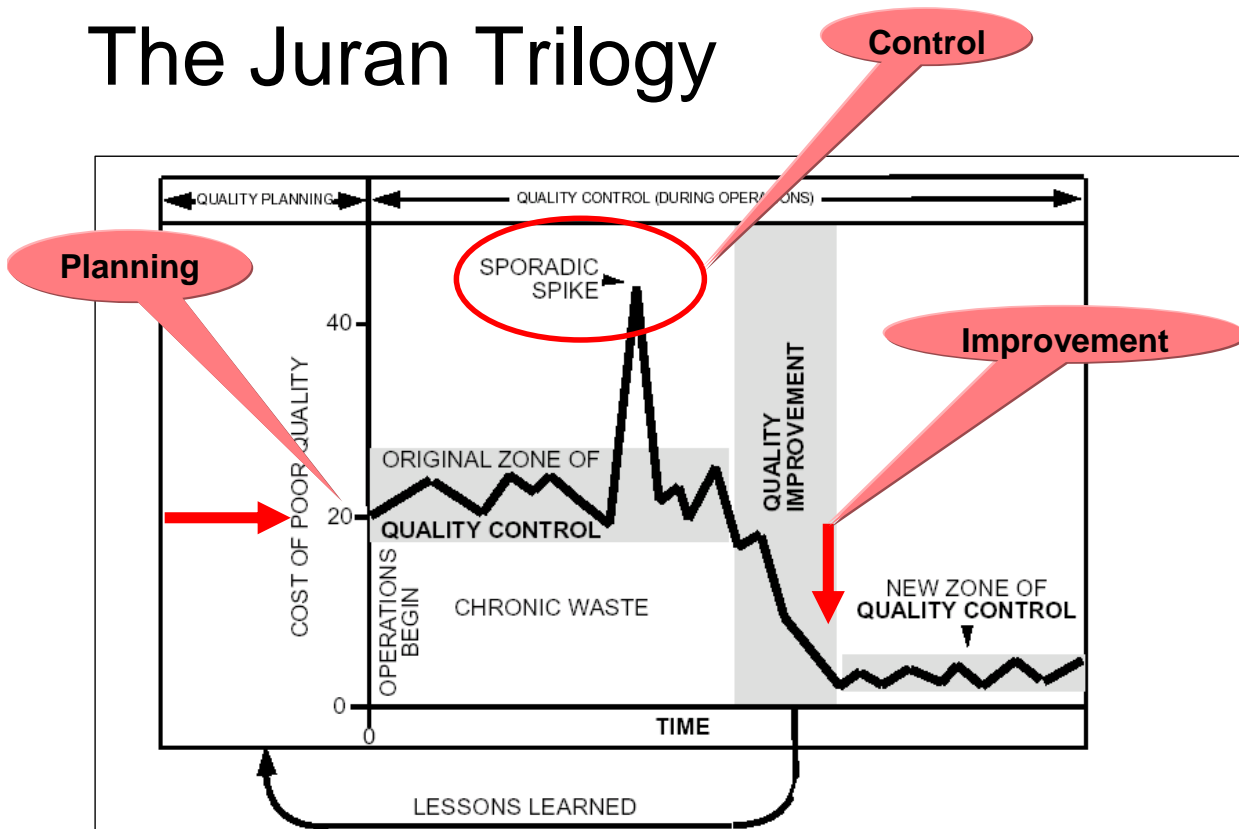 The Juran Trilogy
Control
QUALITY PLANNING
QUALITY CONTROL (DURING OPERATIONS)
Planning
SPORADIC
SPIKE
40
Improvement
COST OF POOR QUALITY
QUALITY
IMPROVEMENT
ORIGINAL ZONE OF
QUALITY CONTROL
20
OPERATIONS
BEGIN
CHRONIC WASTE
NEW ZONE OF
QUALITY CONTROL
0
TIME
0
LESSONS LEARNED